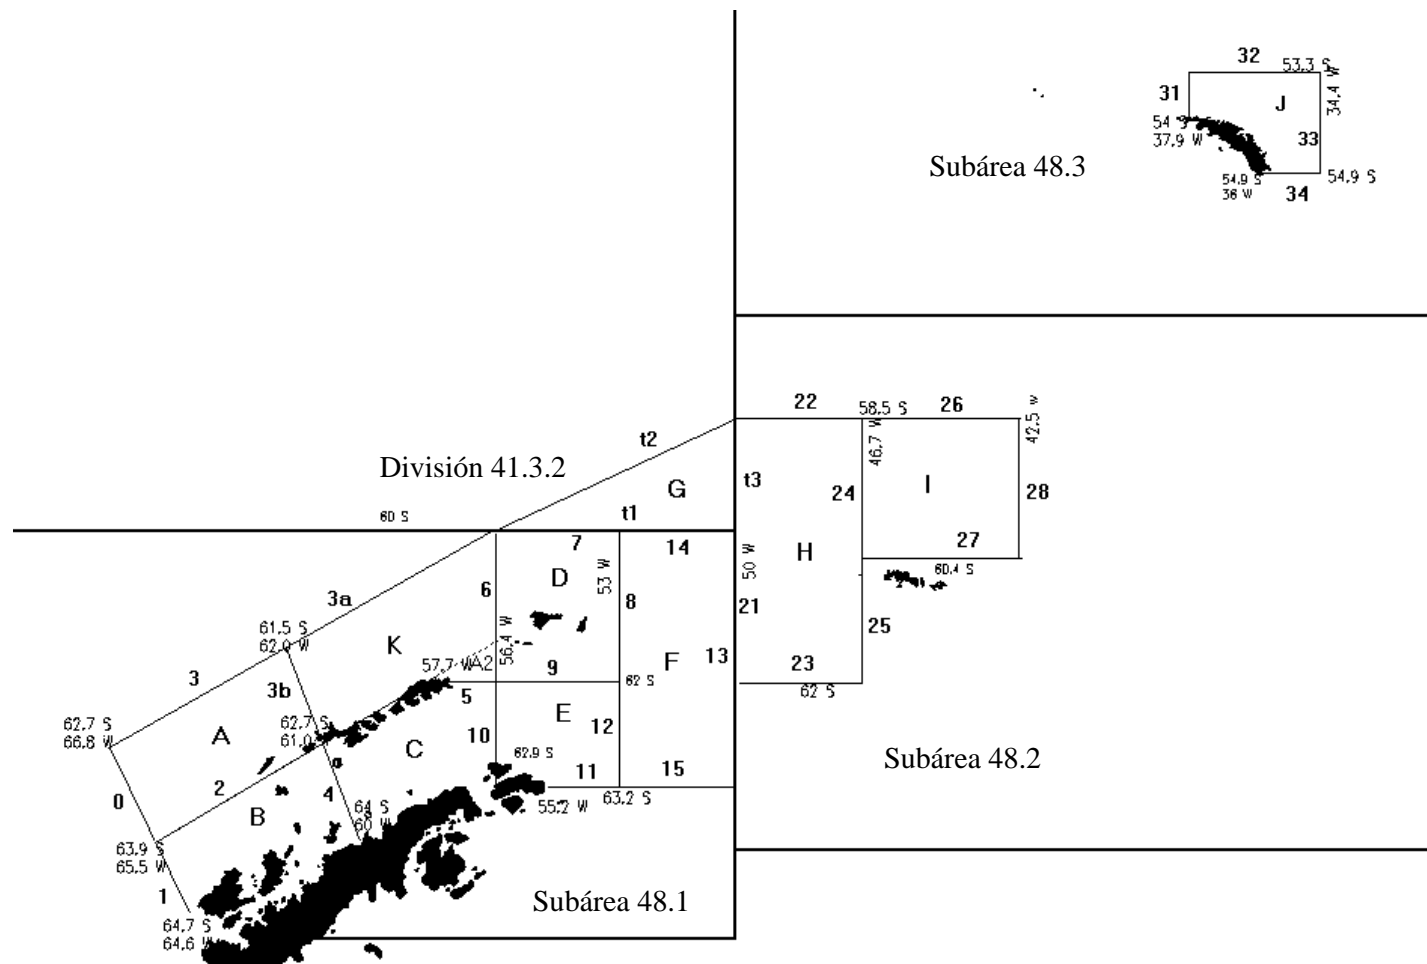 32
53.3 S
34.4 W
31
J
54 S
37.9 W
33
Subárea 48.3
54.9 S
36 W
54.9 S
34
22
58.5 S
26
42.5 w
46.7 W
t2
División 41.3.2
G
t3
24
I
28
60 S
t1
7
14
50 W
H
27
60.4 S
D
53 W
3a
6
8
21
25
61.5 S
62.0 W
K
56.4 W
57.7 W
A2
F
13
23
3
3b
9
62 S
5
62 S
62.7 S
66.8 W
A
62.7 S
61.0
C
10
E
12
62.9 S
Subárea 48.2
2
0
4
11
15
B
64 S
60 W
55.2 W
63.2 S
63.9 S
65.5 W
1
Subárea 48.1
64.7 S
64.6 W